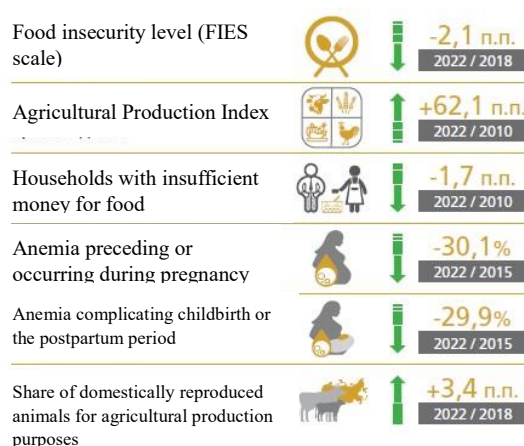 Food insecurity level (FIES
scale)
-2,1 п.п.
2022 / 2018
Agricultural Production Index
+62,1 п.п.
2022 / 2010
Households with insufficient
money for food
-1,7 п.п.
2022 / 2010
Anemia preceding or
occurring during pregnancy
-30,1%
2022 / 2015
Anemia complicating childbirth or
the postpartum period
-29,9%
2022 / 2015
Share of domestically reproduced
animals for agricultural production
purposes
+3,4 п.п.
2022 / 2018